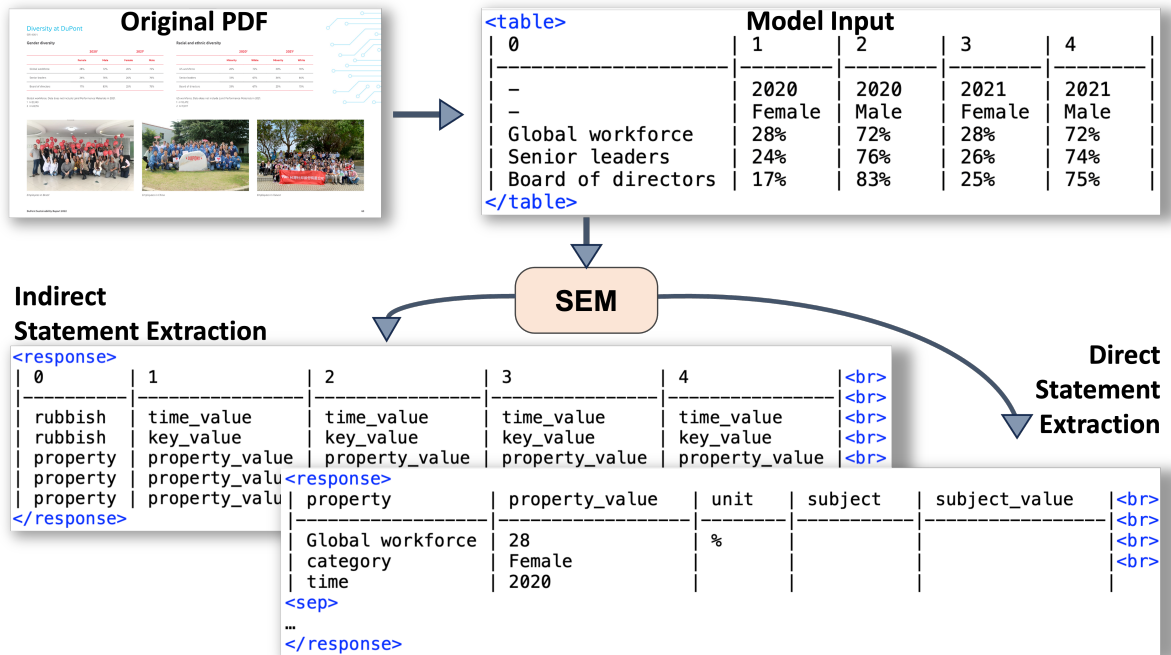 Original PDF
Diversity at DuPont
Gender diversity
Racial and ethnic diversity
Model Input
<table>
| 0 | 1 | 2 | 3 | 4 |
|--------------------|--------|--------|--------|--------|
| – | 2020 | 2020 | 2021 | 2021 |
| – | Female | Male | Female | Male |
| Global workforce | 28% | 72% | 28% | 72% |
| Senior leaders | 24% | 76% | 26% | 74% |
| Board of directors | 17% | 83% | 25% | 75% |
</table>
SEM
Indirect
Statement Extraction
<response>
| 0 | 1 | 2 | 3 | 4 |<br>
|----------|----------------|----------------|----------------|----------------|<br>
| rubbish | time_value | time_value | time_value | time_value |<br>
| rubbish | key_value | key_value | key_value | key_value |<br>
| property | property_value | property_value | property_value | property_value |<br>
| property | property_valu
| property | property_valu
</response>
Direct
Statement
Extraction
<response>
| property | property_value | unit | subject | subject_value |<br>
|------------------|------------------|--------|-----------|-----------------|<br>
| Global workforce | 28 | % | | |<br>
| category | Female | | | |<br>
| time | 2020 | | | |
<sep>
…
</response>